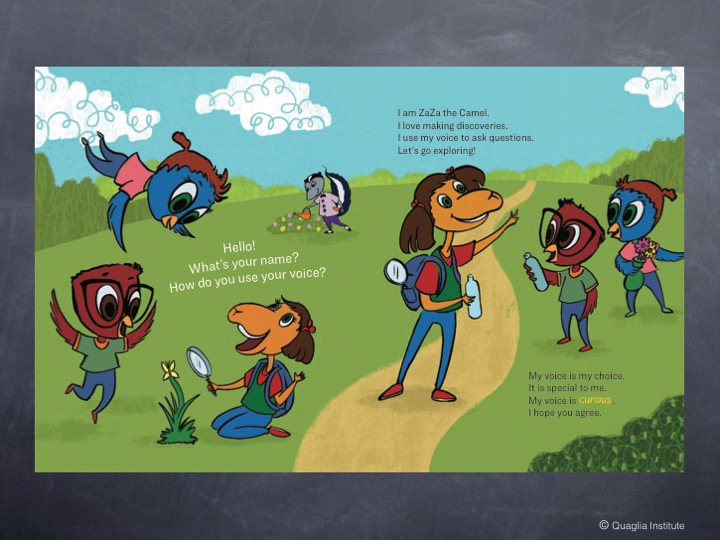 Hello!
What's your name?
How do you use your voice?
I am ZaZa the Camel.
I love making discoveries.
I use my voice to ask questions.
Let's go exploring!
My voice is my choice.
It is special to me.
My voice is curious
I hope you agree.
© Quaglia Institute